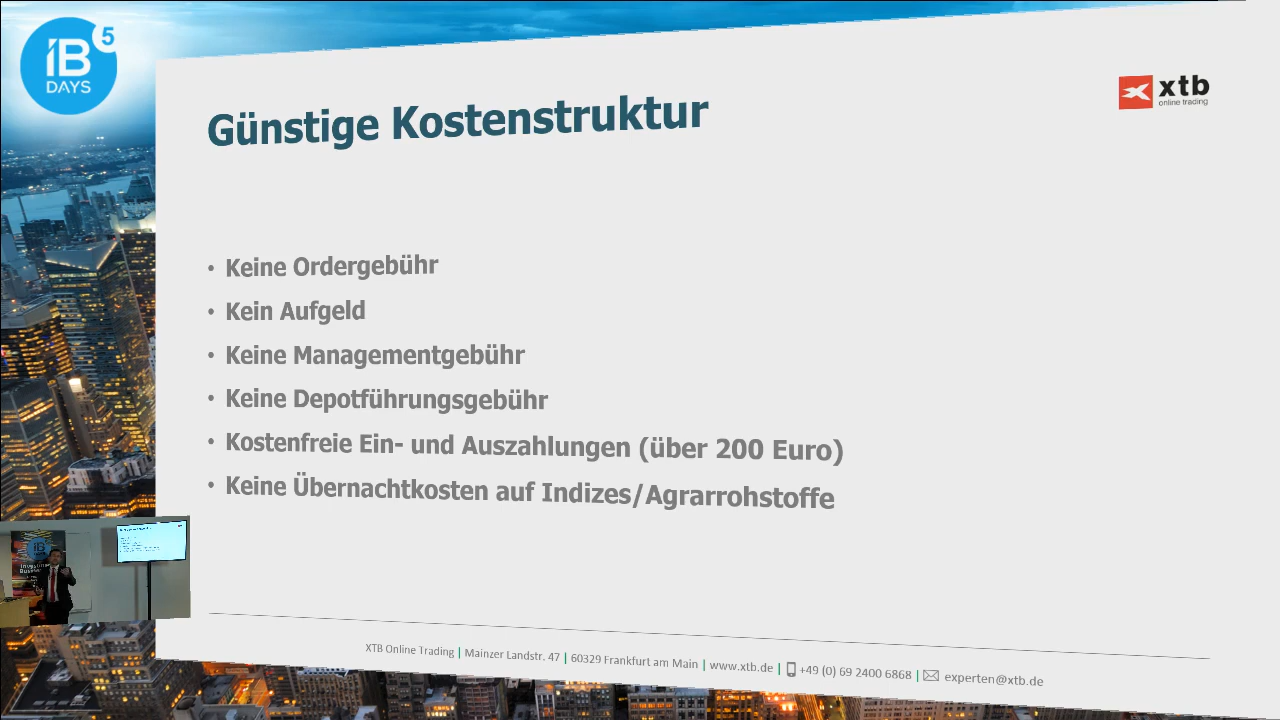 iB 5
DAYS
xtb
online trading
Günstige Kostenstruktur
• Keine Ordergebühr
• Kein Aufgeld
• Keine Managementgebühr
• Keine Depotführungsgebühr
• Kostenfreie Ein- und Auszahlungen (über 200 Euro)
• Keine Übernachtkosten auf Indizes/Agrarrohstoffe
iB
DAYS
XTB Online Trading | Mainzer Landstr. 47 | 60329 Frankfurt am Main | www.xtb.de | +49 (0) 69 2400 6868 | experten@xtb.de